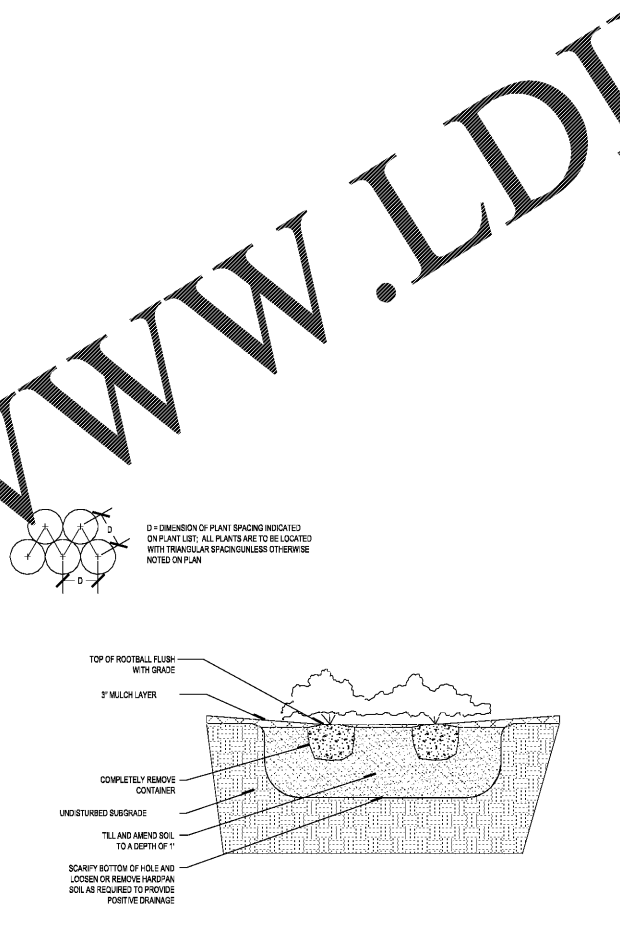 WWW.LD
D
D = DIMENSION OF PLANT SPACING INDICATED
ON PLANT LIST; ALL PLANTS ARE TO BE LOCATED
WITH TRIANGULAR SPACINGUNLESS OTHERWISE
NOTED ON PLAN
D
TOP OF ROOTBALL FLUSH
WITH GRADE
3" MULCH LAYER
COMPLETELY REMOVE
CONTAINER
UNDISTURBED SUBGRADE
TILL AND AMEND SOIL
TO A DEPTH OF 1'
SCARIFY BOTTOM OF HOLE AND
LOOSEN OR REMOVE HARDPAN
SOIL AS REQUIRED TO PROVIDE
POSITIVE DRAINAGE